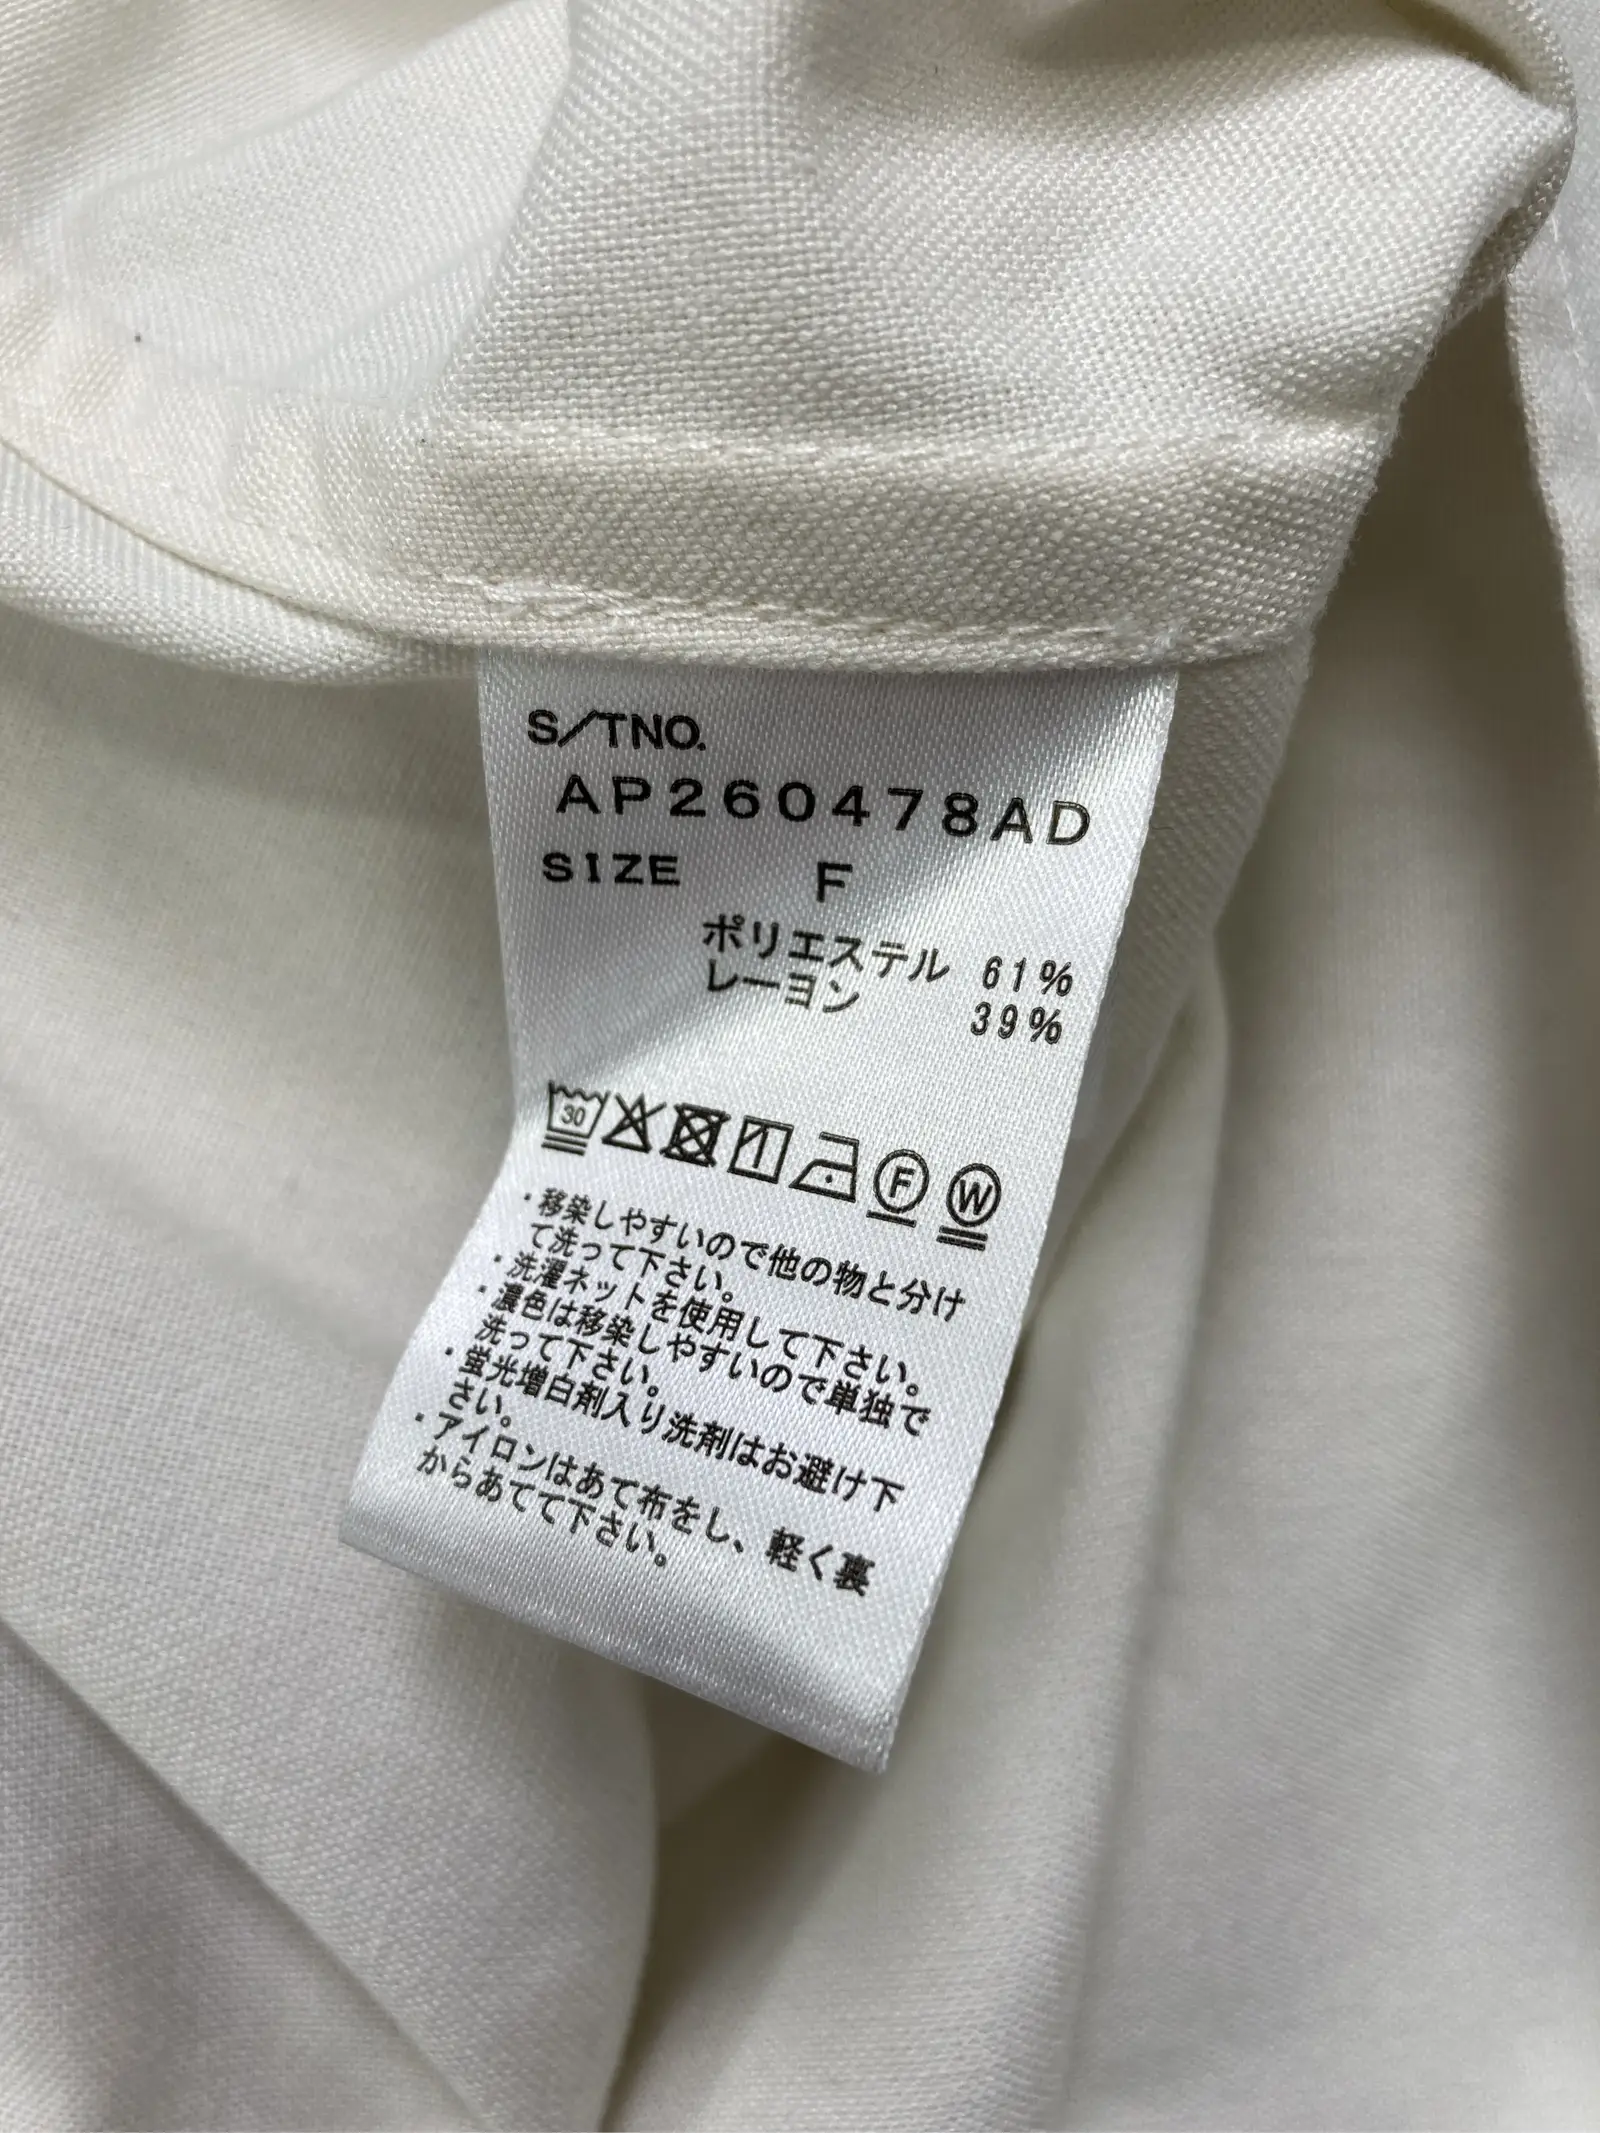 S/TNO.
AP260478AD
SIZE F
ポリエステル 61%
レーヨン 39%
30
F W
・移染しやすいので他の物と分け
て洗って下さい。
・洗濯ネットを使用して下さい。
・濃色は移染しやすいので単独で
洗って下さい。
・蛍光増白剤入り洗剤はお避け下
さい。
・アイロンはあて布をし、軽く裏
からあてて下さい。